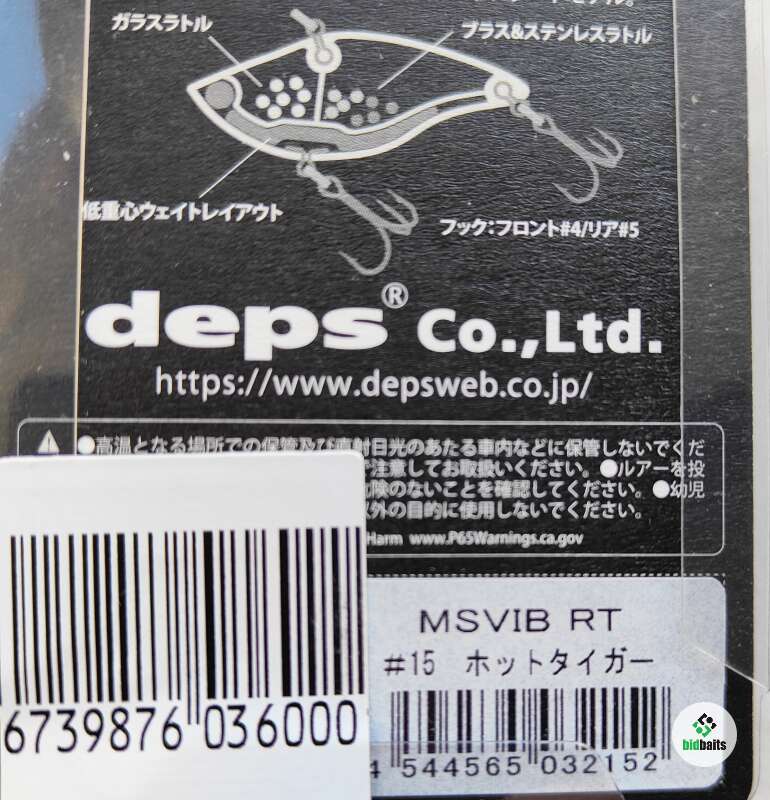 ガラスラトル
ブラス&ステンレスラトル
低重心ウェイトレイアウト
フック:フロント#4/リア#5
deps® Co.,Ltd.
https://www.depsweb.co.jp/
●高温となる場所での保管及び直射日光のあたる車内などに保管しないでくだ
注意してお取扱いください。●ルアーを投
険のないことを確認してください。●幼児
以外の目的に使用しないでください。
Harm www.P65Warnings.ca.gov
MSVIB RT
#15 ホットタイガー
6739876 036000
4 544565 032152
bidbaits